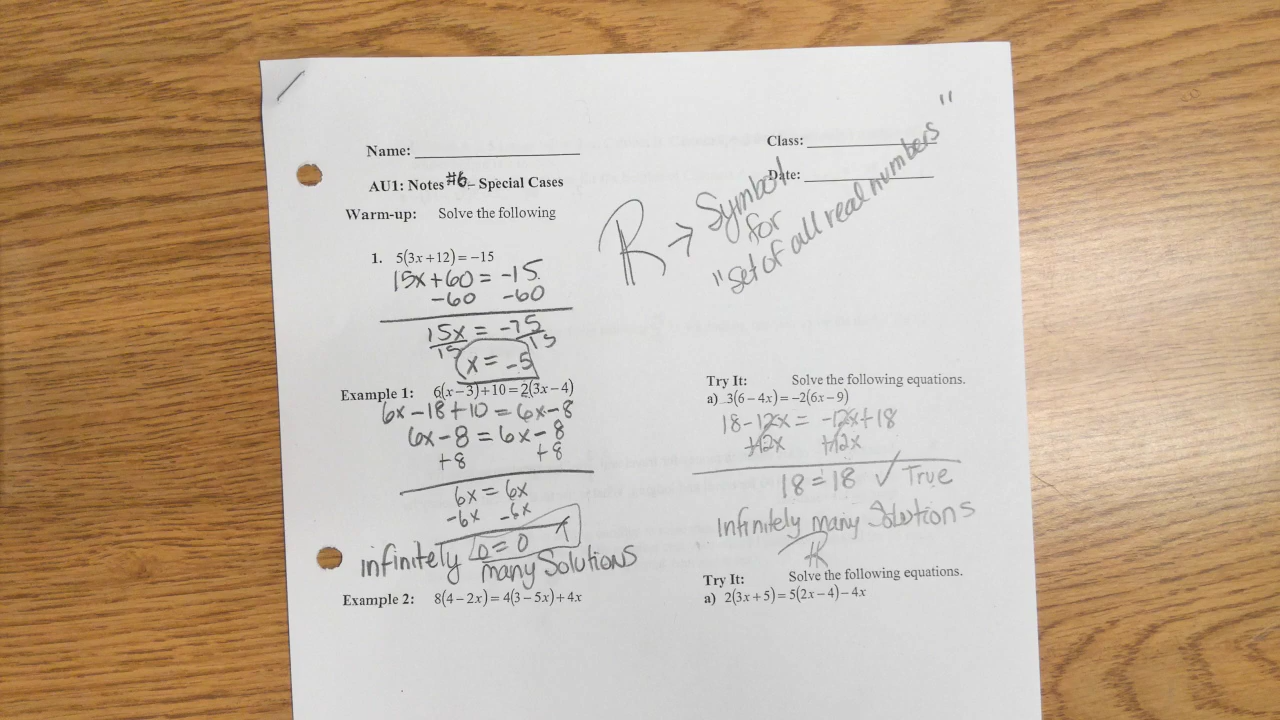 Name: ____________
Class: ____________
AU1: Notes #6 – Special Cases
Date: ____________
Warm-up: Solve the following
ℝ → Symbol
for
"set of all real numbers"
1. 5(3x+12) = −15
15x+60 = -15
-60 -60
15x = -75
15 15
x = -5
Example 1: 6(x−3)+10 = 2(3x−4)
6x-18+10 = 6x-8
6x-8 = 6x-8
+8 +8
6x = 6x
-6x -6x
0 = 0
infinitely
many Solutions
Try It: Solve the following equations.
a) 3(6−4x) = −2(6x−9)
18-12x = -12x+18
+12x +12x
18 = 18 ✓ True
Infinitely many Solutions
ℝ
Example 2: 8(4−2x) = 4(3−5x)+4x
Try It: Solve the following equations.
a) 2(3x+5) = 5(2x−4)−4x